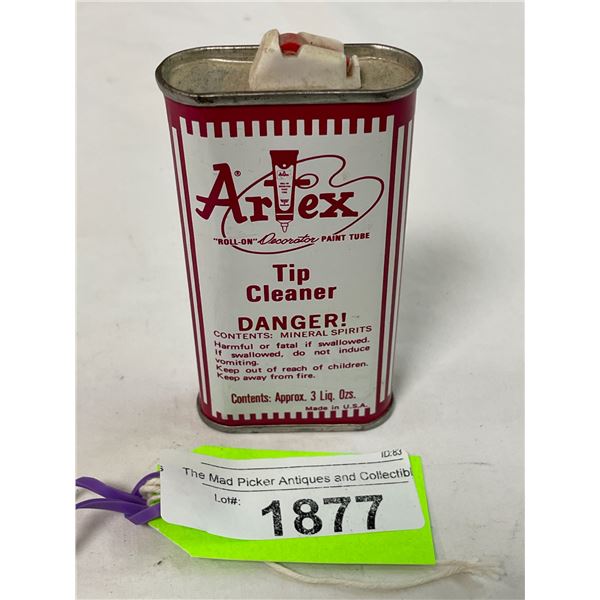 Artex®
"ROLL-ON" Decorator PAINT TUBE
Tip
Cleaner
DANGER!
CONTENTS: MINERAL SPIRITS
Harmful or fatal if swallowed.
If swallowed, do not induce
vomiting.
Keep out of reach of children.
Keep away from fire.
Contents: Approx. 3 Liq. Ozs.
Made in U.S.A.
ID:83
s The Mad Picker Antiques and Collectibl
Lot#: 1877